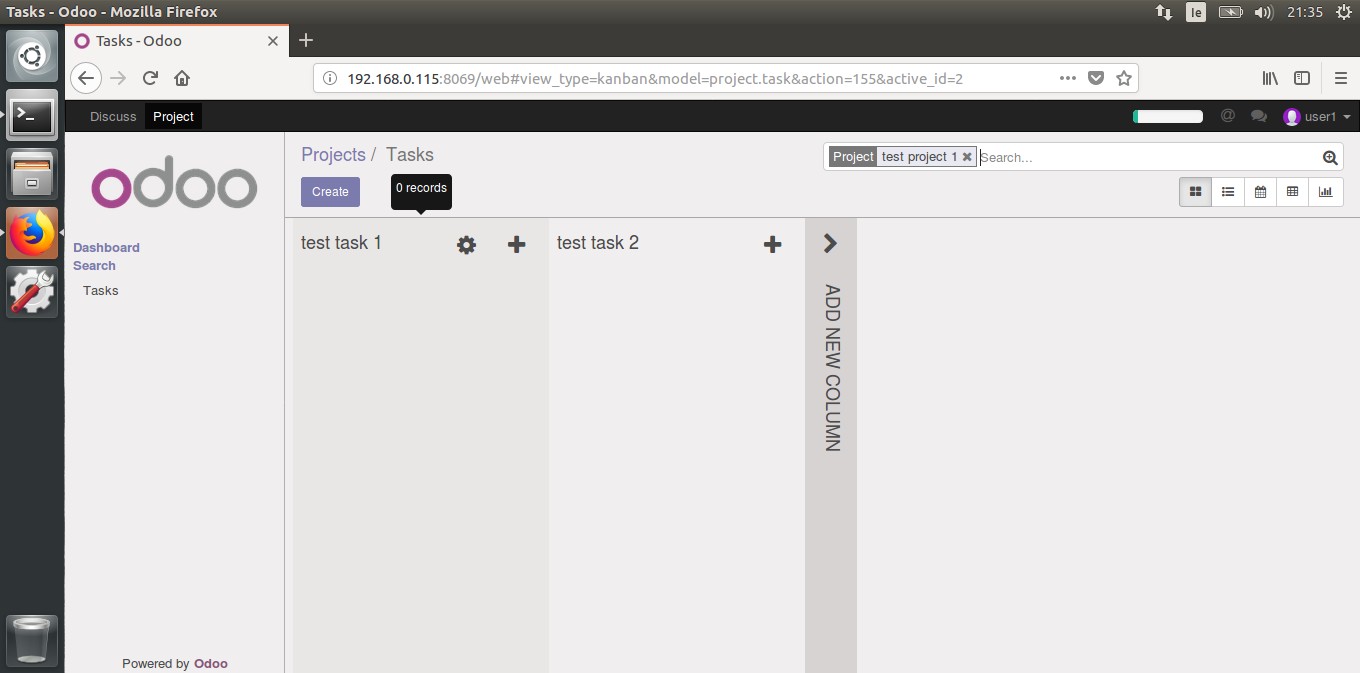 Tasks - Odoo - Mozilla Firefox
Ie
21:35
Tasks - Odoo
192.168.0.115:8069/web#view_type=kanban&model=project.task&action=155&active_id=2
Discuss Project
@
user1
odoo
Dashboard
Search
Tasks
Powered by Odoo
Projects / Tasks
Project test project 1 Search...
Create
0 records
test task 1
test task 2
ADD NEW COLUMN